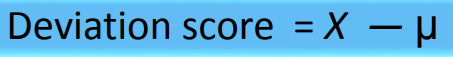 Deviation score = X — μ